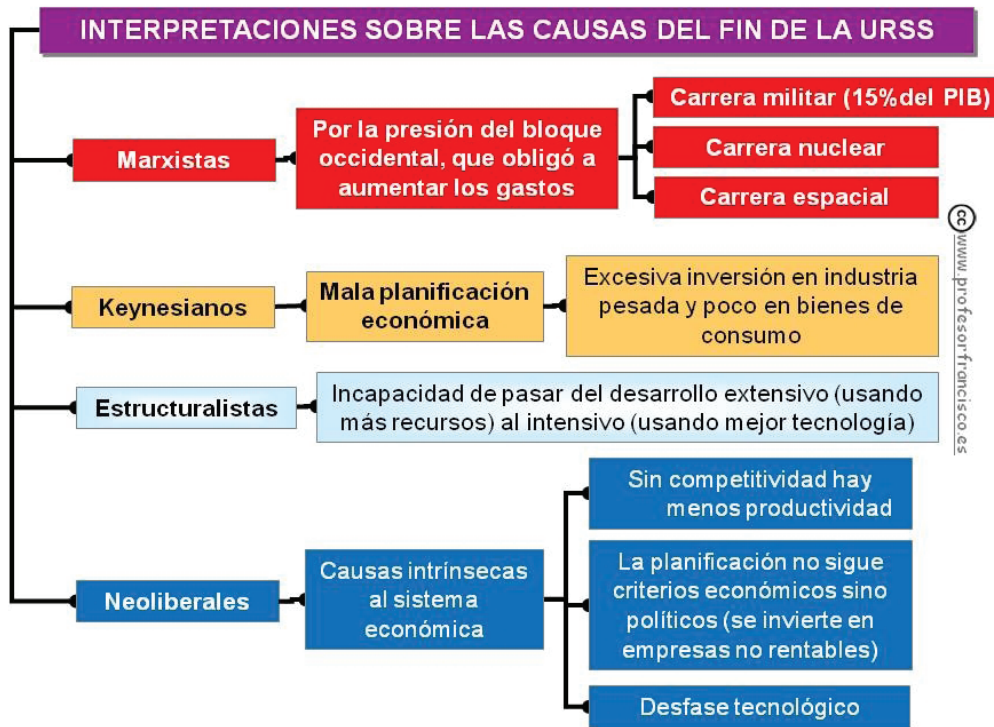 INTERPRETACIONES SOBRE LAS CAUSAS DEL FIN DE LA URSS
Marxistas
Por la presión del bloque
occidental, que obligó a
aumentar los gastos
Carrera militar (15%del PIB)
Carrera nuclear
Carrera espacial
Keynesianos
Mala planificación
económica
Excesiva inversión en industria
pesada y poco en bienes de
consumo
Estructuralistas
Incapacidad de pasar del desarrollo extensivo (usando
más recursos) al intensivo (usando mejor tecnología)
Neoliberales
Causas intrínsecas
al sistema
económica
Sin competitividad hay
menos productividad
La planificación no sigue
criterios económicos sino
políticos (se invierte en
empresas no rentables)
Desfase tecnológico
cc www.profesorfrancisco.es